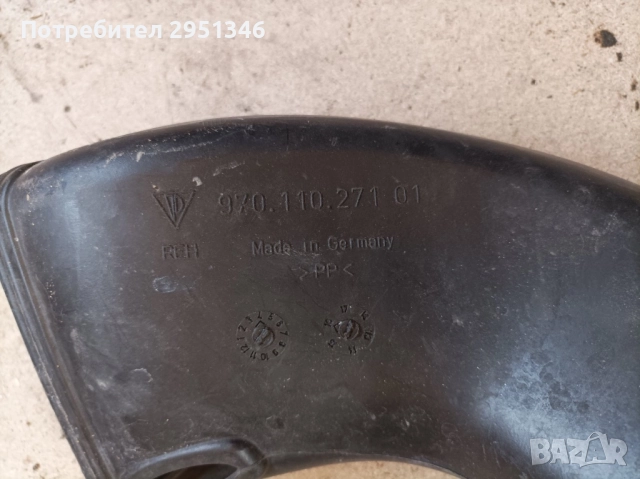 Потребител 2951346
970.110.271 01
Made in Germany
>PP<
BAZAR
bg